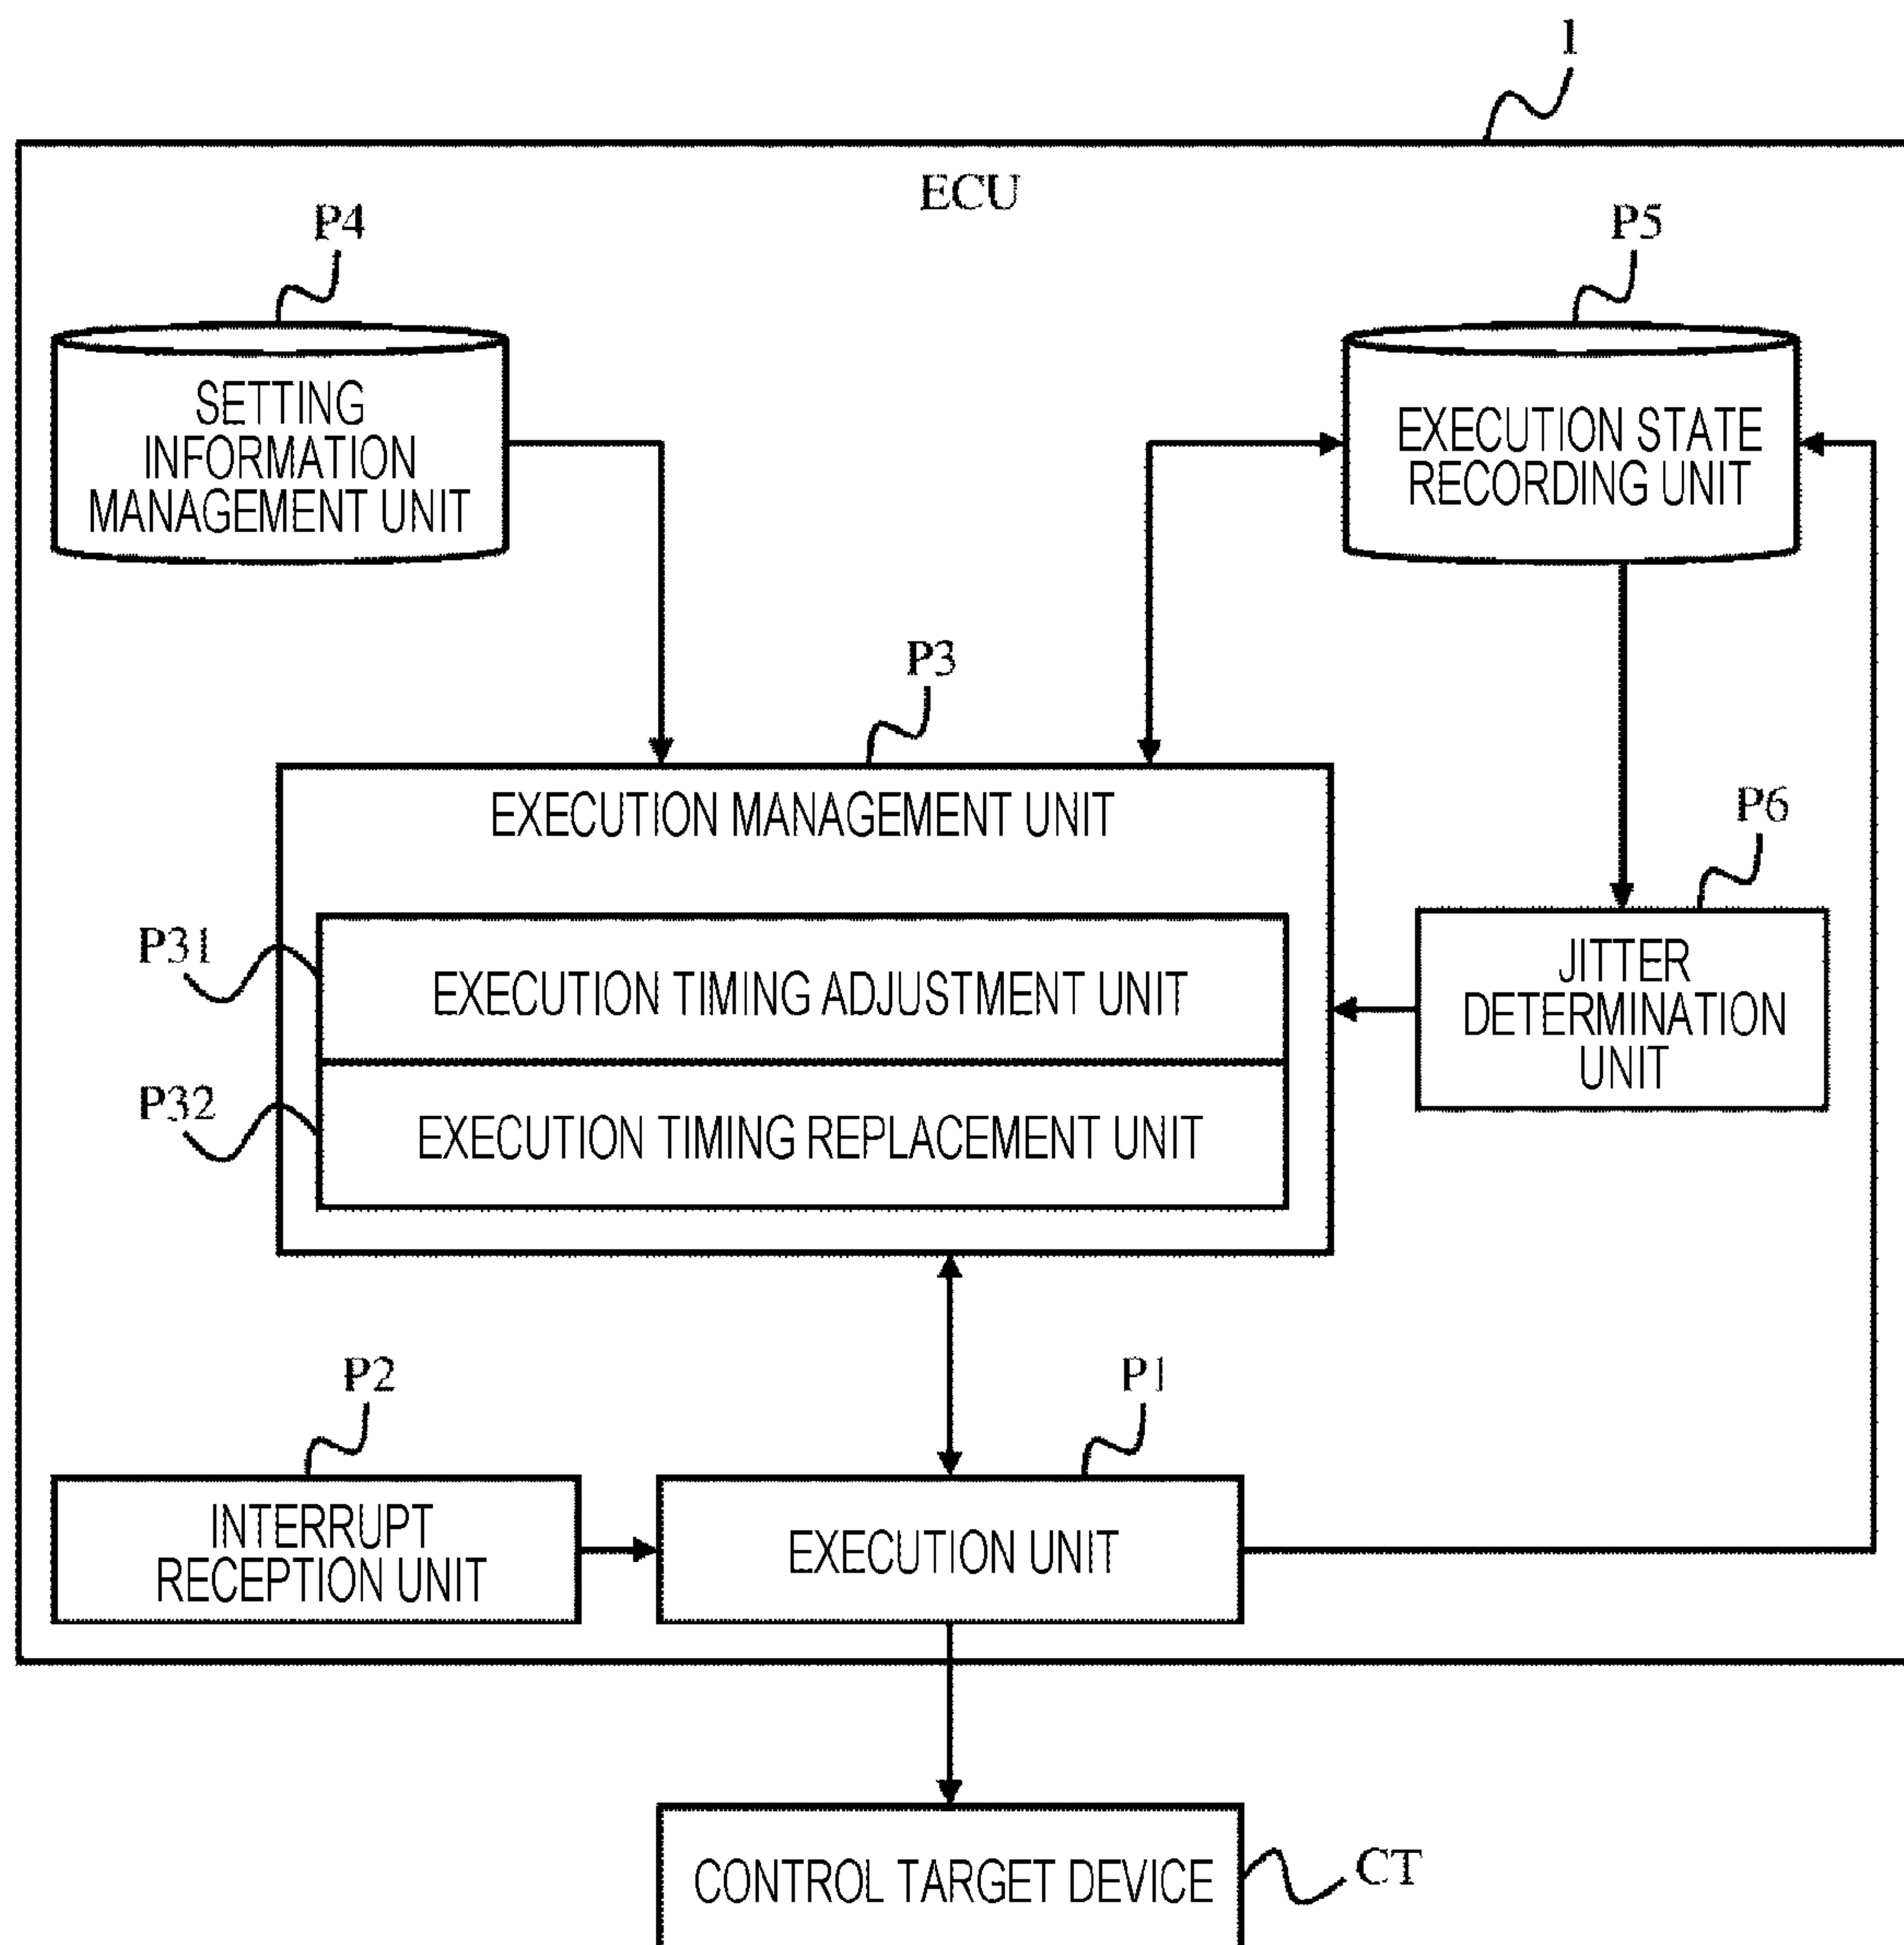 1
ECU
P4
P5
SETTING
INFORMATION
MANAGEMENT UNIT
EXECUTION STATE
RECORDING UNIT
P3
EXECUTION MANAGEMENT UNIT
P6
P31
EXECUTION TIMING ADJUSTMENT UNIT
JITTER
DETERMINATION
UNIT
P32
EXECUTION TIMING REPLACEMENT UNIT
P2
P1
INTERRUPT
RECEPTION UNIT
EXECUTION UNIT
CONTROL TARGET DEVICE
CT